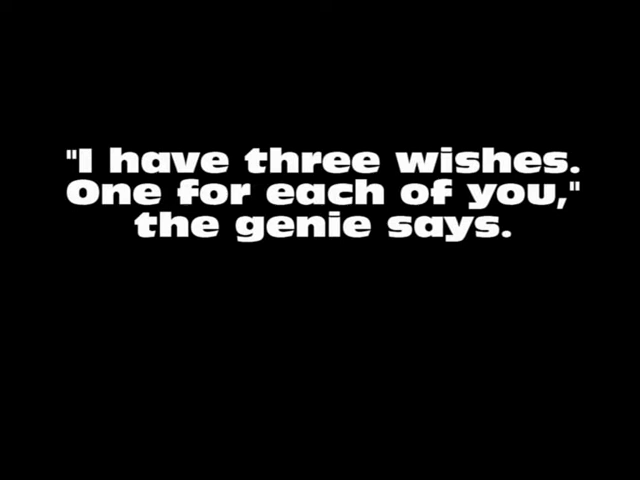 "I have three wishes.
One for each of you,"
the genie says.